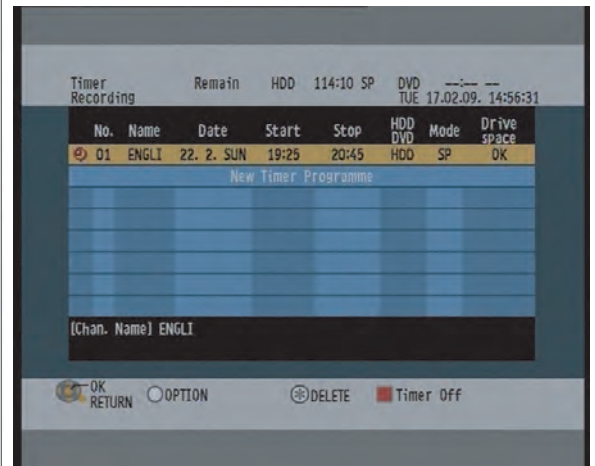 Timer Recording Remain HDD 114:10 SP DVD --:-- --
TUE 17.02.09. 14:56:31
No. Name Date Start Stop HDD DVD Mode Drive space
01 ENGLI 22. 2. SUN 19:25 20:45 HDD SP OK
New Timer Programme
[Chan. Name] ENGLI
OK
RETURN OPTION DELETE Timer Off